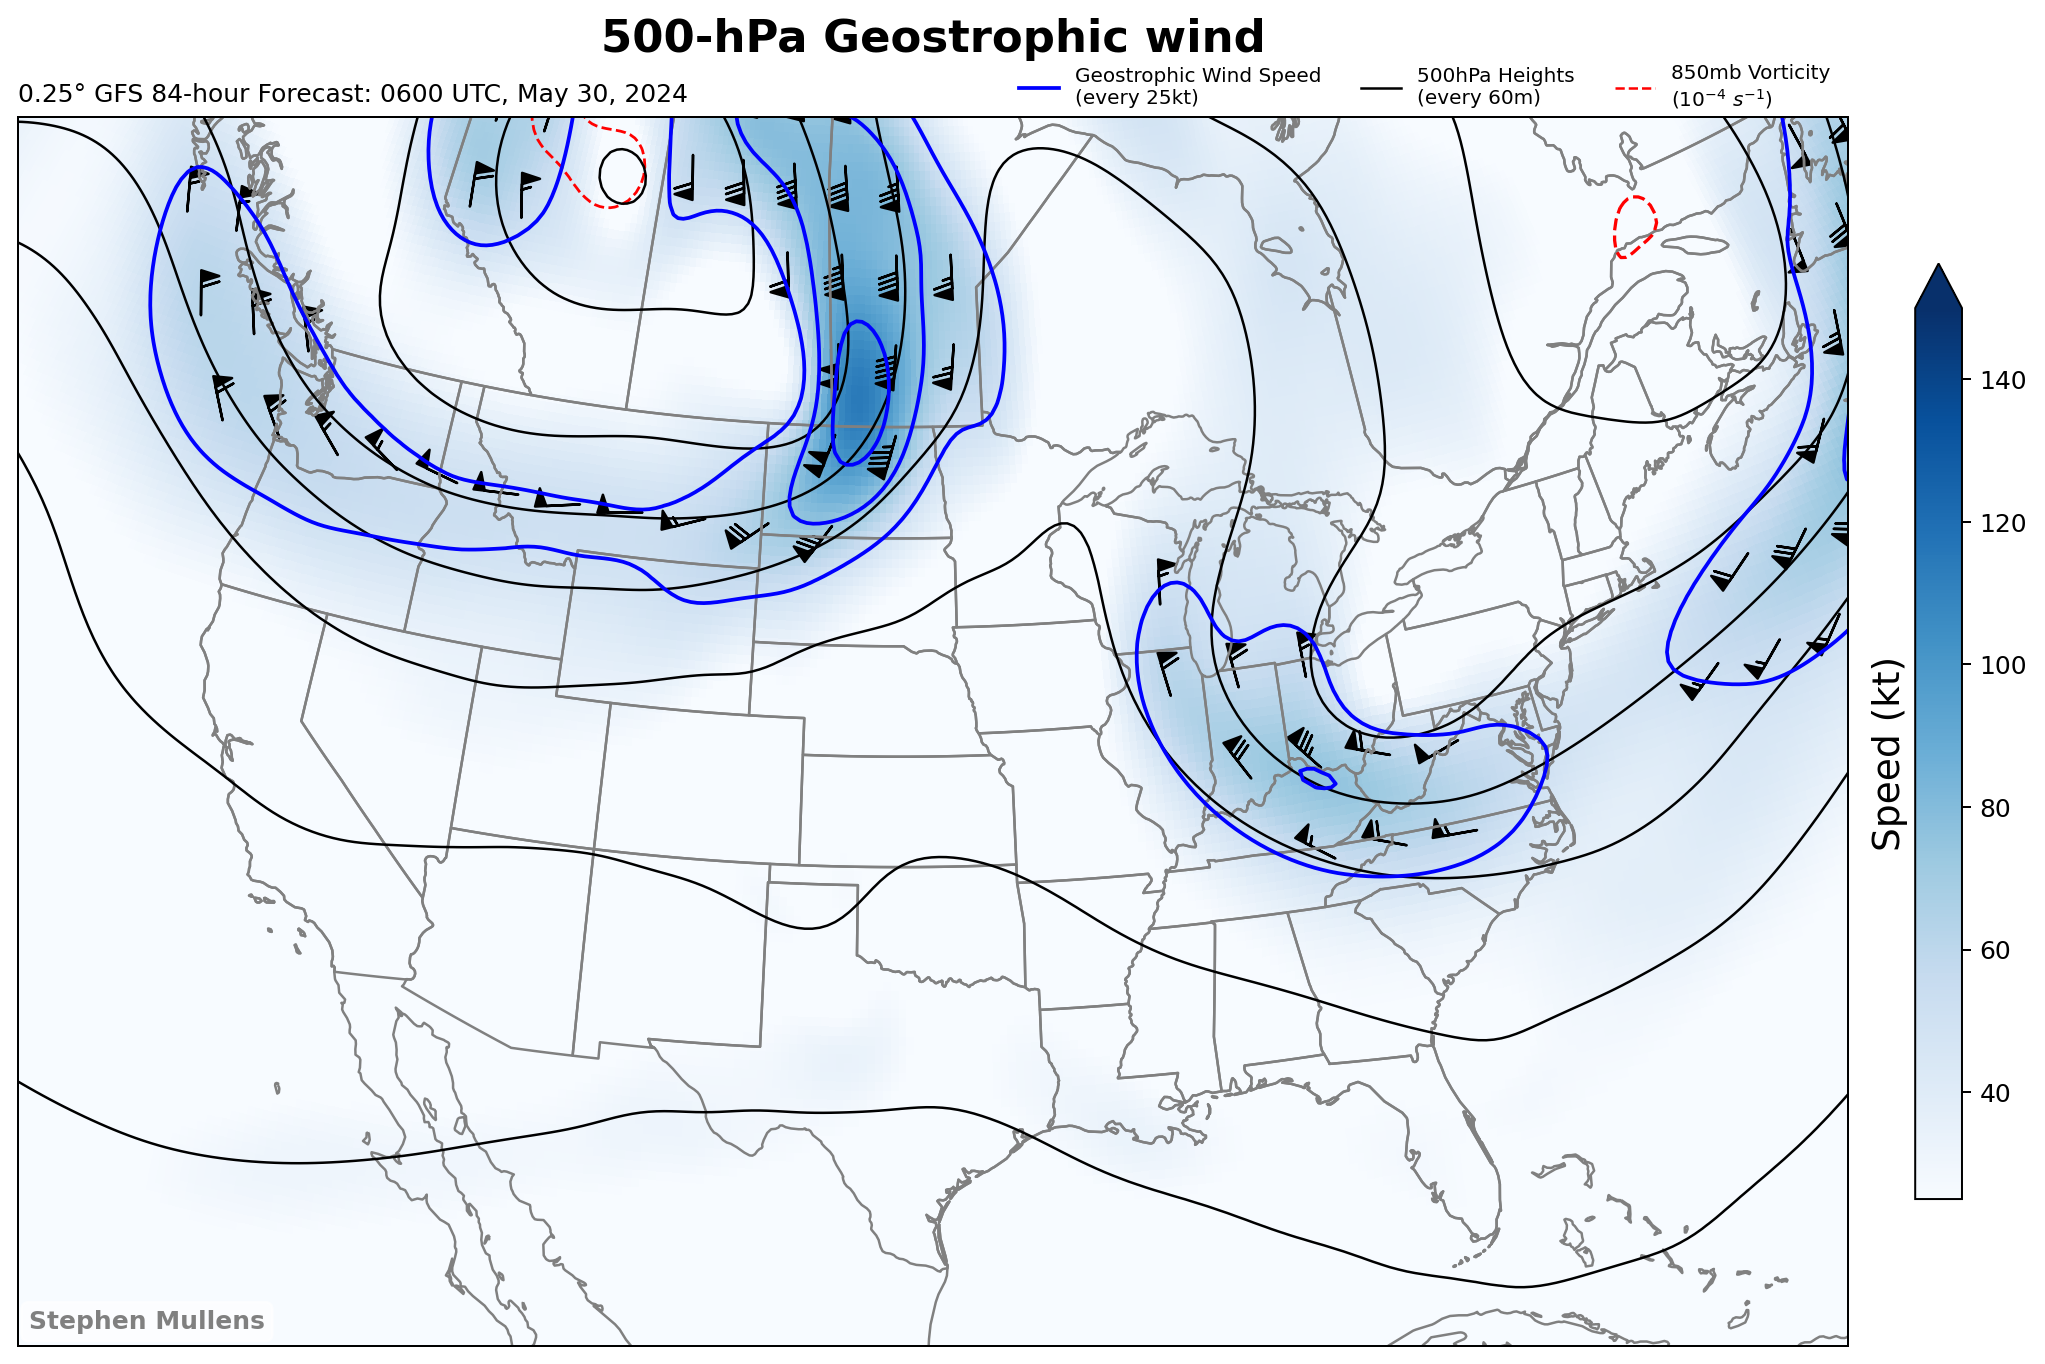 500-hPa Geostrophic wind
0.25° GFS 84-hour Forecast: 0600 UTC, May 30, 2024
Geostrophic Wind Speed
(every 25kt)
500hPa Heights
(every 60m)
850mb Vorticity
(10⁻⁴ s⁻¹)
140
120
100
80
60
40
Speed (kt)
Stephen Mullens